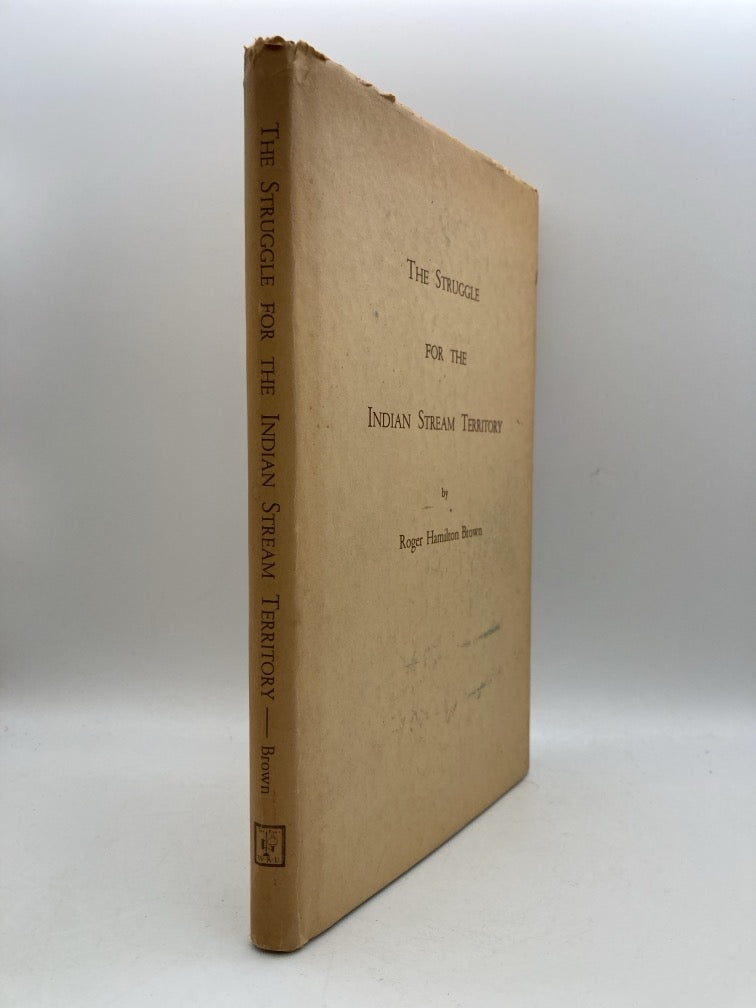 THE STRUGGLE FOR THE INDIAN STREAM TERRITORY — Brown
W R U
THE STRUGGLE
FOR THE
INDIAN STREAM TERRITORY
by
Roger Hamilton Brown